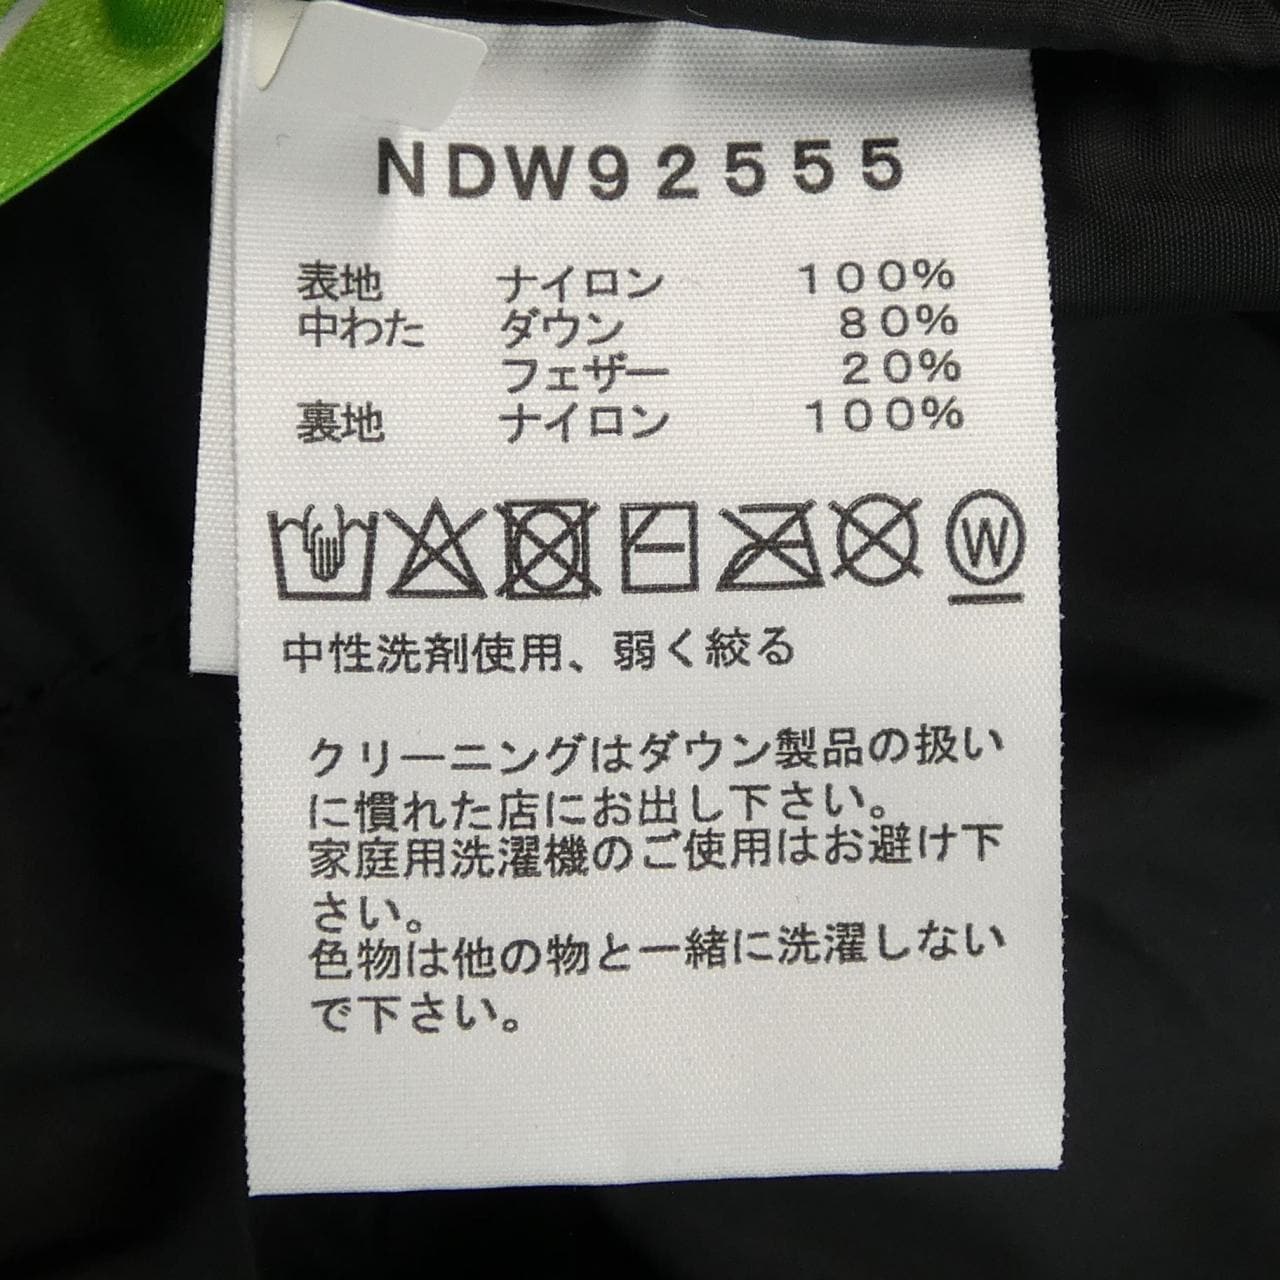 NDW92555
表地 ナイロン 100%
中わた ダウン 80%
フェザー 20%
裏地 ナイロン 100%
W
中性洗剤使用、弱く絞る
クリーニングはダウン製品の扱い
に慣れた店にお出し下さい。
家庭用洗濯機のご使用はお避け下
さい。
色物は他の物と一緒に洗濯しない
で下さい。